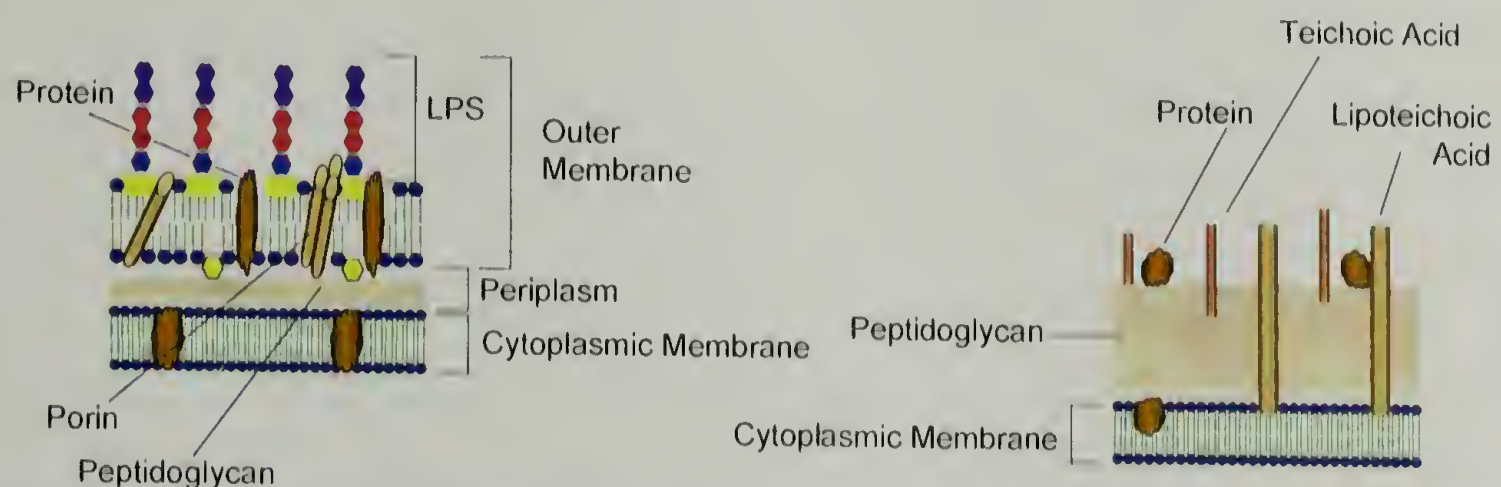 Protein
LPS
Outer
Membrane
Periplasm
Cytoplasmic Membrane
Porin
Peptidoglycan
Teichoic Acid
Protein
Lipoteichoic
Acid
Peptidoglycan
Cytoplasmic Membrane